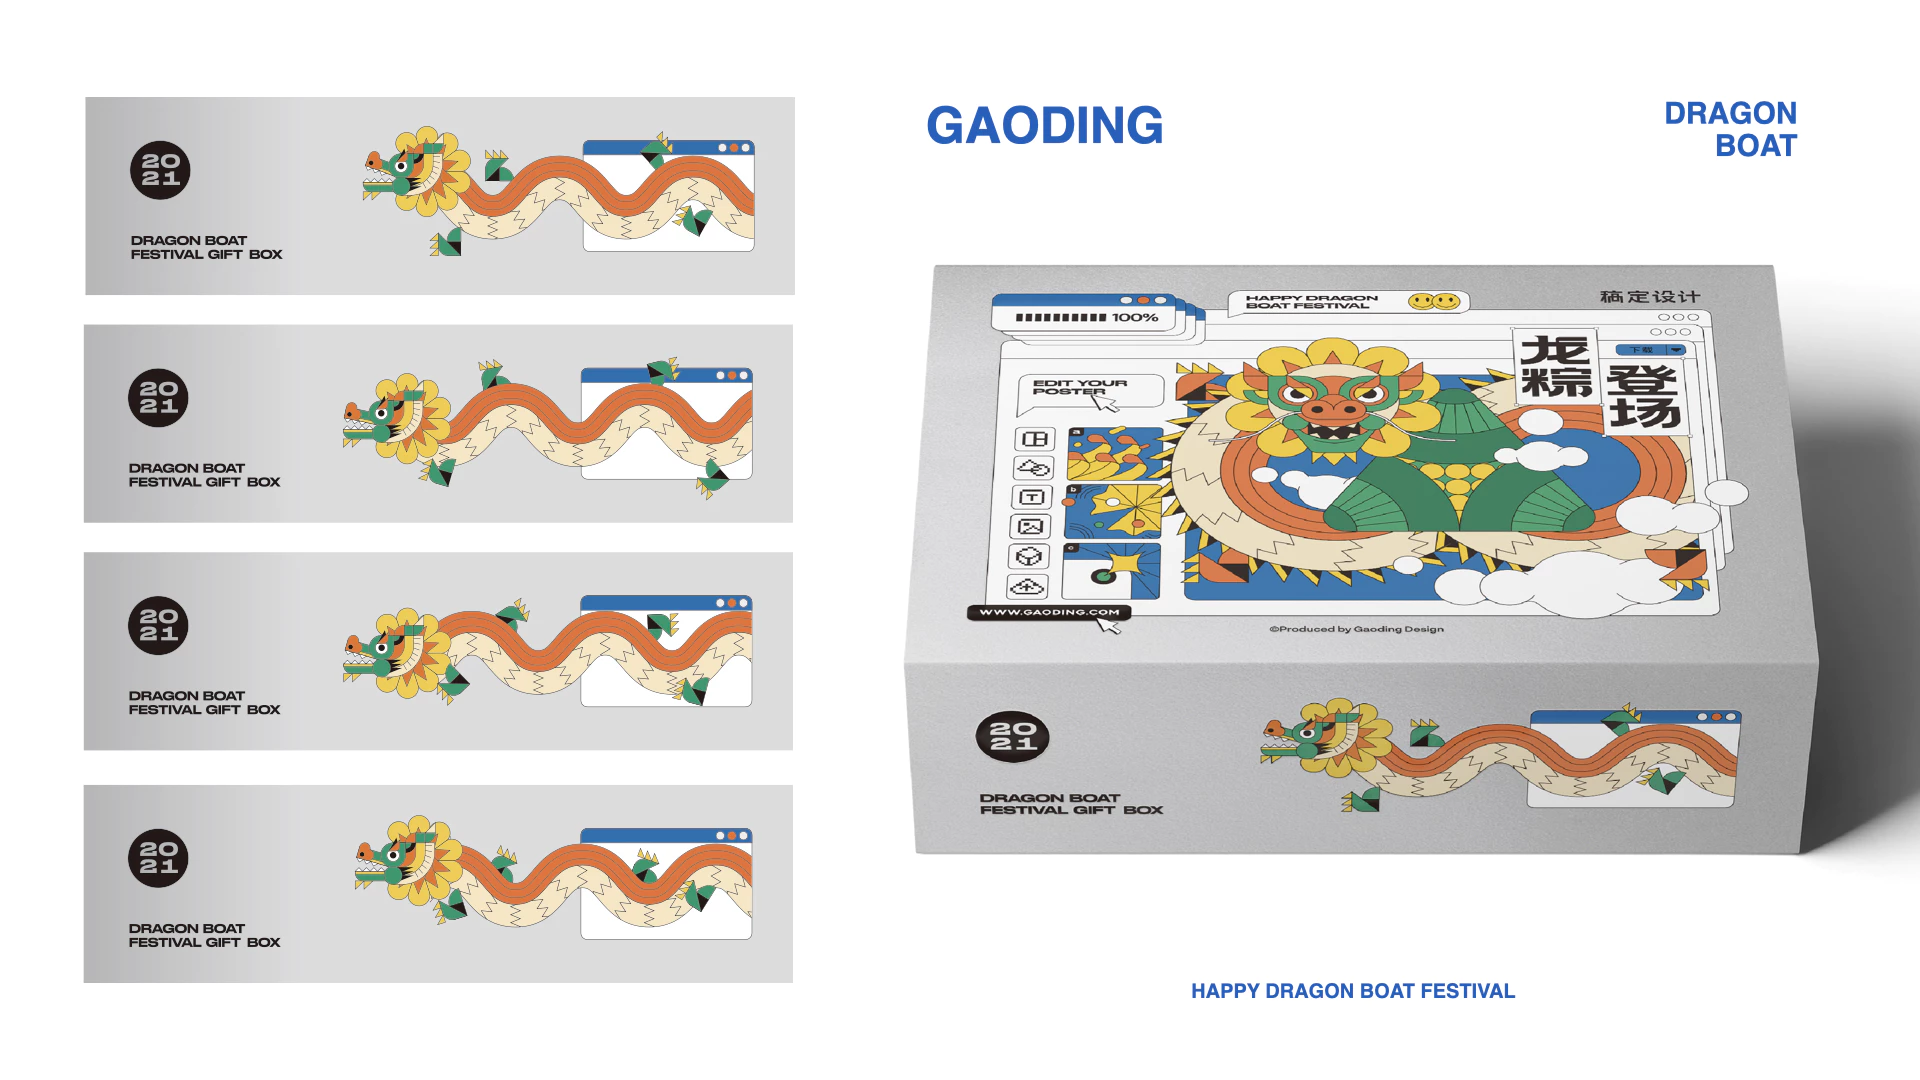 20
21
DRAGON BOAT
FESTIVAL GIFT BOX
20
21
DRAGON BOAT
FESTIVAL GIFT BOX
20
21
DRAGON BOAT
FESTIVAL GIFT BOX
20
21
DRAGON BOAT
FESTIVAL GIFT BOX
GAODING
DRAGON
BOAT
100%
HAPPY DRAGON
BOAT FESTIVAL
稿定设计
龙粽
登场
下载
EDIT YOUR
POSTER
a
b
c
T
WWW.GAODING.COM
©Produced by Gaoding Design
20
21
DRAGON BOAT
FESTIVAL GIFT BOX
HAPPY DRAGON BOAT FESTIVAL